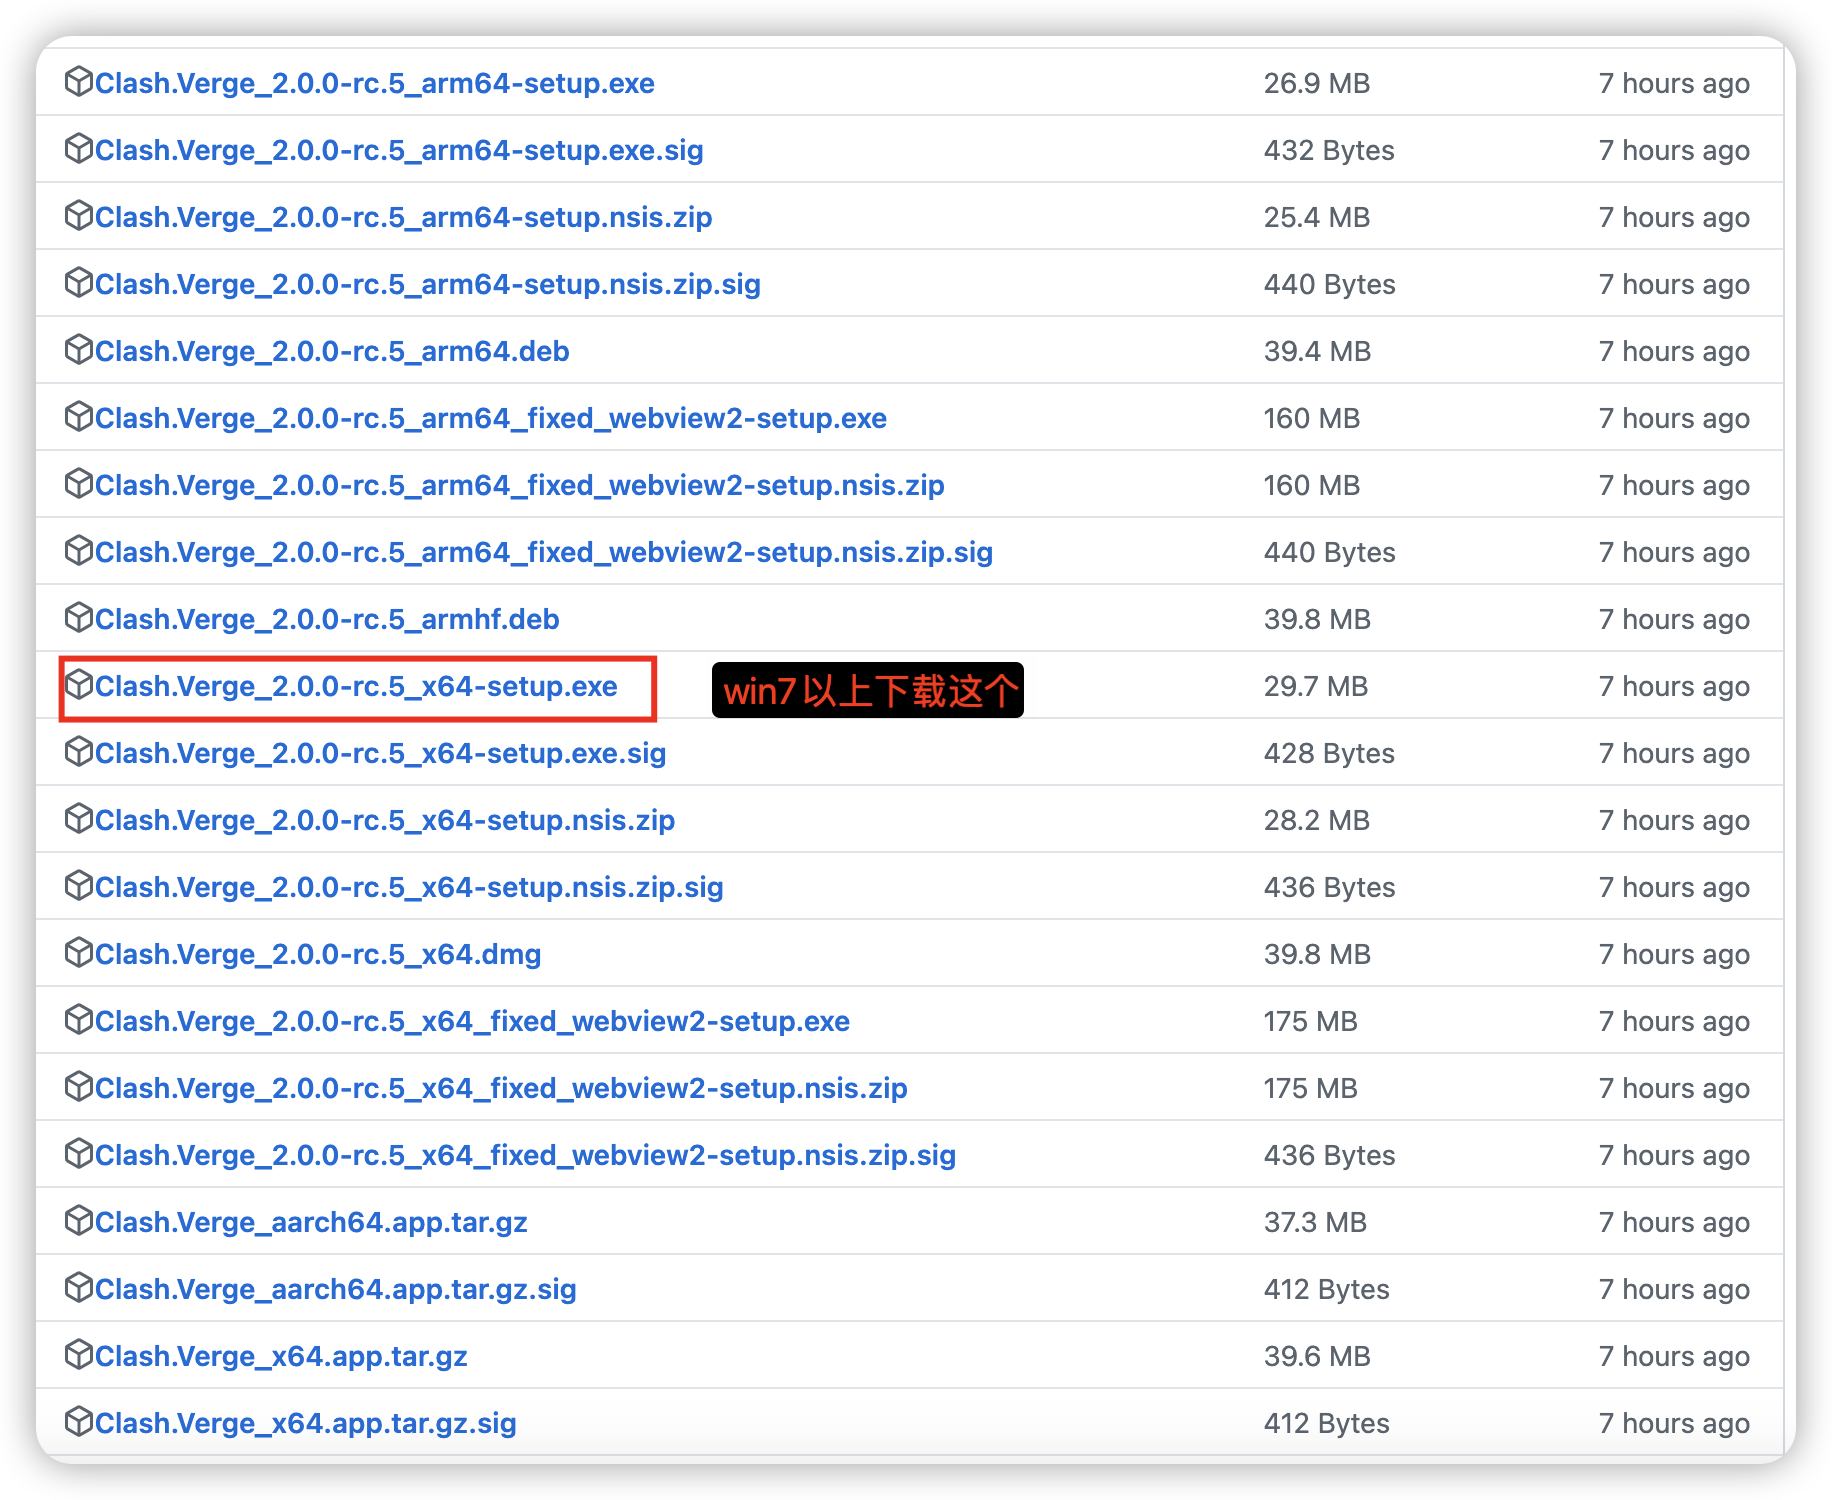 Clash.Verge_2.0.0-rc.5_arm64-setup.exe 26.9 MB 7 hours ago
Clash.Verge_2.0.0-rc.5_arm64-setup.exe.sig 432 Bytes 7 hours ago
Clash.Verge_2.0.0-rc.5_arm64-setup.nsis.zip 25.4 MB 7 hours ago
Clash.Verge_2.0.0-rc.5_arm64-setup.nsis.zip.sig 440 Bytes 7 hours ago
Clash.Verge_2.0.0-rc.5_arm64.deb 39.4 MB 7 hours ago
Clash.Verge_2.0.0-rc.5_arm64_fixed_webview2-setup.exe 160 MB 7 hours ago
Clash.Verge_2.0.0-rc.5_arm64_fixed_webview2-setup.nsis.zip 160 MB 7 hours ago
Clash.Verge_2.0.0-rc.5_arm64_fixed_webview2-setup.nsis.zip.sig 440 Bytes 7 hours ago
Clash.Verge_2.0.0-rc.5_armhf.deb 39.8 MB 7 hours ago
Clash.Verge_2.0.0-rc.5_x64-setup.exe win7以上下载这个 29.7 MB 7 hours ago
Clash.Verge_2.0.0-rc.5_x64-setup.exe.sig 428 Bytes 7 hours ago
Clash.Verge_2.0.0-rc.5_x64-setup.nsis.zip 28.2 MB 7 hours ago
Clash.Verge_2.0.0-rc.5_x64-setup.nsis.zip.sig 436 Bytes 7 hours ago
Clash.Verge_2.0.0-rc.5_x64.dmg 39.8 MB 7 hours ago
Clash.Verge_2.0.0-rc.5_x64_fixed_webview2-setup.exe 175 MB 7 hours ago
Clash.Verge_2.0.0-rc.5_x64_fixed_webview2-setup.nsis.zip 175 MB 7 hours ago
Clash.Verge_2.0.0-rc.5_x64_fixed_webview2-setup.nsis.zip.sig 436 Bytes 7 hours ago
Clash.Verge_aarch64.app.tar.gz 37.3 MB 7 hours ago
Clash.Verge_aarch64.app.tar.gz.sig 412 Bytes 7 hours ago
Clash.Verge_x64.app.tar.gz 39.6 MB 7 hours ago
Clash.Verge_x64.app.tar.gz.sig 412 Bytes 7 hours ago